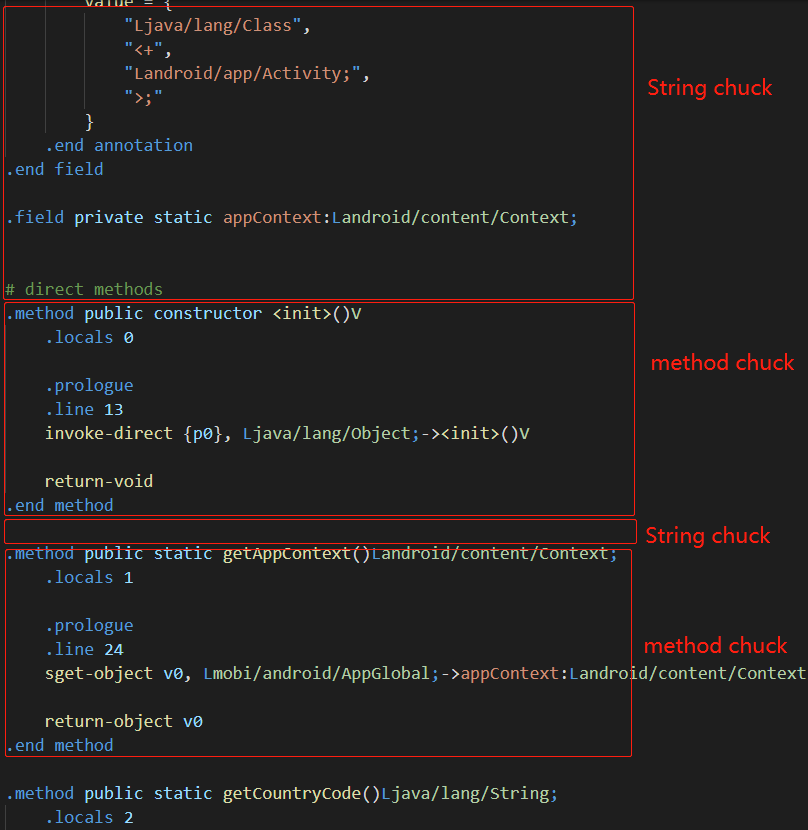 value = {
"Ljava/lang/Class",
"<+",
"Landroid/app/Activity;",
">;"
}
.end annotation
.end field
.field private static appContext:Landroid/content/Context;
# direct methods
String chuck
.method public constructor <init>()V
.locals 0
.prologue
.line 13
invoke-direct {p0}, Ljava/lang/Object;-><init>()V
return-void
.end method
method chuck
String chuck
.method public static getAppContext()Landroid/content/Context;
.locals 1
.prologue
.line 24
sget-object v0, Lmobi/android/AppGlobal;->appContext:Landroid/content/Context
return-object v0
.end method
method chuck
.method public static getCountryCode()Ljava/lang/String;
.locals 2